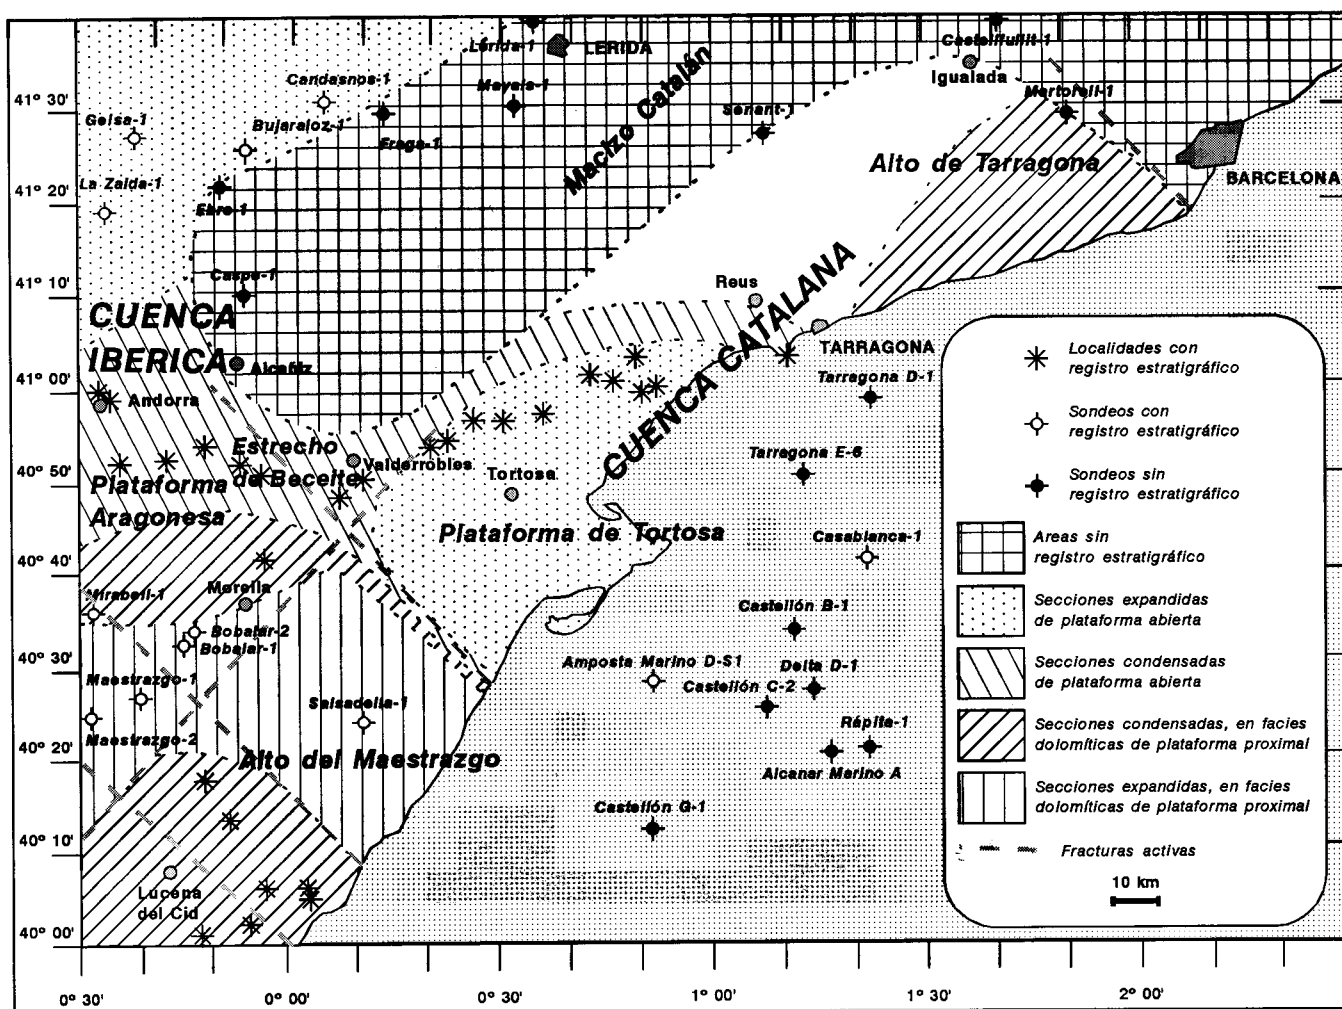 Lérida-1
LERIDA
Castellfullit-1
Igualada
Candasnos-1
Mayals-1
Martorell-1
41° 30'
Gelsa-1
Bujaraloz-1
Fraga-1
Senant-1
Macizo Catalán
Alto de Tarragona
BARCELONA
La Zaida-1
41° 20'
Ebro-1
Caspe-1
41° 10'
Reus
CUENCA
IBERICA
CUENCA CATALANA
TARRAGONA
Alcañiz
41° 00'
Andorra
Tarragona D-1
Estrecho
de Beceite
Valderrobles
Tortosa
Tarragona E-6
40° 50'
Plataforma
Aragonesa
Plataforma de Tortosa
Casablanca-1
40° 40'
Mirabell-1
Morella
Castellón B-1
Bobalar-2
Bobalar-1
40° 30'
Amposta Marino D-S1
Delta D-1
Maestrazgo-1
Castellón C-2
Salsadella-1
Rápita-1
Maestrazgo-2
40° 20'
Alto del Maestrazgo
Alcanar Marino A
Castellón G-1
40° 10'
Lucena
del Cid
40° 00'
0° 30'
0° 00'
0° 30'
1° 00'
1° 30'
2° 00'
Localidades con
registro estratigráfico
Sondeos con
registro estratigráfico
Sondeos sin
registro estratigráfico
Areas sin
registro estratigráfico
Secciones expandidas
de plataforma abierta
Secciones condensadas
de plataforma abierta
Secciones condensadas, en facies
dolomíticas de plataforma proximal
Secciones expandidas, en facies
dolomíticas de plataforma proximal
Fracturas activas
10 km